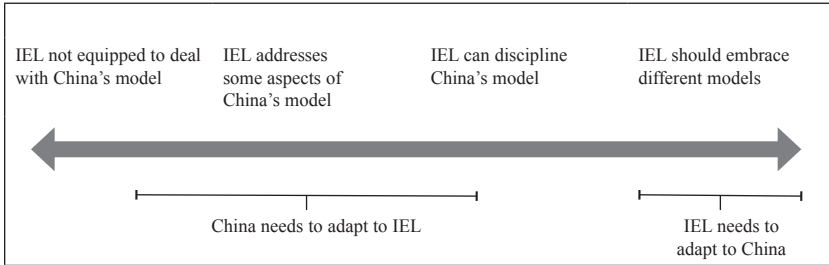 IEL not equipped to deal
with China’s model
IEL addresses
some aspects of
China’s model
IEL can discipline
China’s model
IEL should embrace
different models
China needs to adapt to IEL
IEL needs to
adapt to China